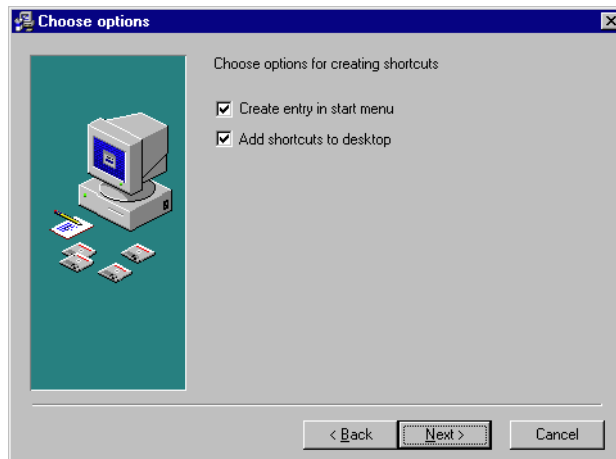 Choose options
Choose options for creating shortcuts
Create entry in start menu
Add shortcuts to desktop
< Back
Next >
Cancel